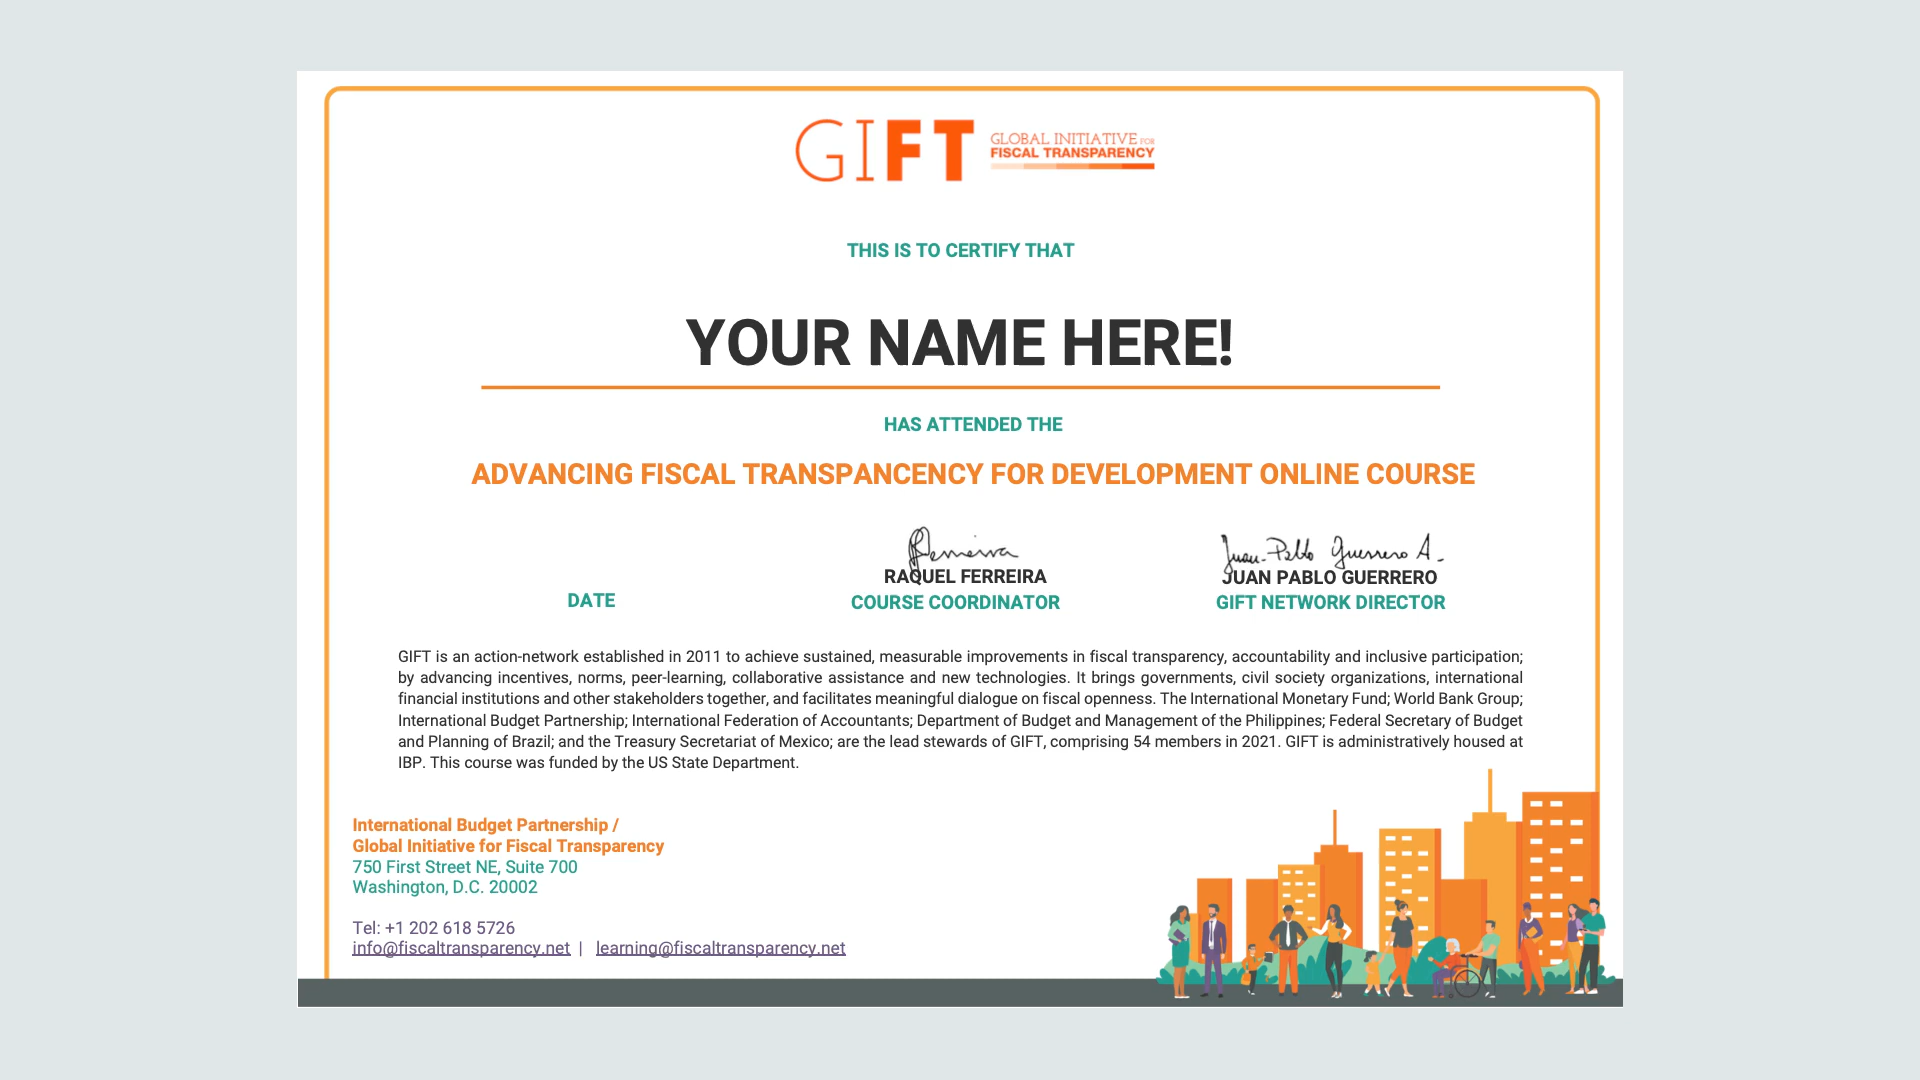 GIFT GLOBAL INITIATIVE FOR
FISCAL TRANSPARENCY
THIS IS TO CERTIFY THAT
YOUR NAME HERE!
HAS ATTENDED THE
ADVANCING FISCAL TRANSPANCENCY FOR DEVELOPMENT ONLINE COURSE
Ferreira
Juan Pablo Guerrero A.
RAQUEL FERREIRA
JUAN PABLO GUERRERO
DATE
COURSE COORDINATOR
GIFT NETWORK DIRECTOR
GIFT is an action-network established in 2011 to achieve sustained, measurable improvements in fiscal transparency, accountability and inclusive participation;
by advancing incentives, norms, peer-learning, collaborative assistance and new technologies. It brings governments, civil society organizations, international
financial institutions and other stakeholders together, and facilitates meaningful dialogue on fiscal openness. The International Monetary Fund; World Bank Group;
International Budget Partnership; International Federation of Accountants; Department of Budget and Management of the Philippines; Federal Secretary of Budget
and Planning of Brazil; and the Treasury Secretariat of Mexico; are the lead stewards of GIFT, comprising 54 members in 2021. GIFT is administratively housed at
IBP. This course was funded by the US State Department.
International Budget Partnership /
Global Initiative for Fiscal Transparency
750 First Street NE, Suite 700
Washington, D.C. 20002
Tel: +1 202 618 5726
info@fiscaltransparency.net | learning@fiscaltransparency.net